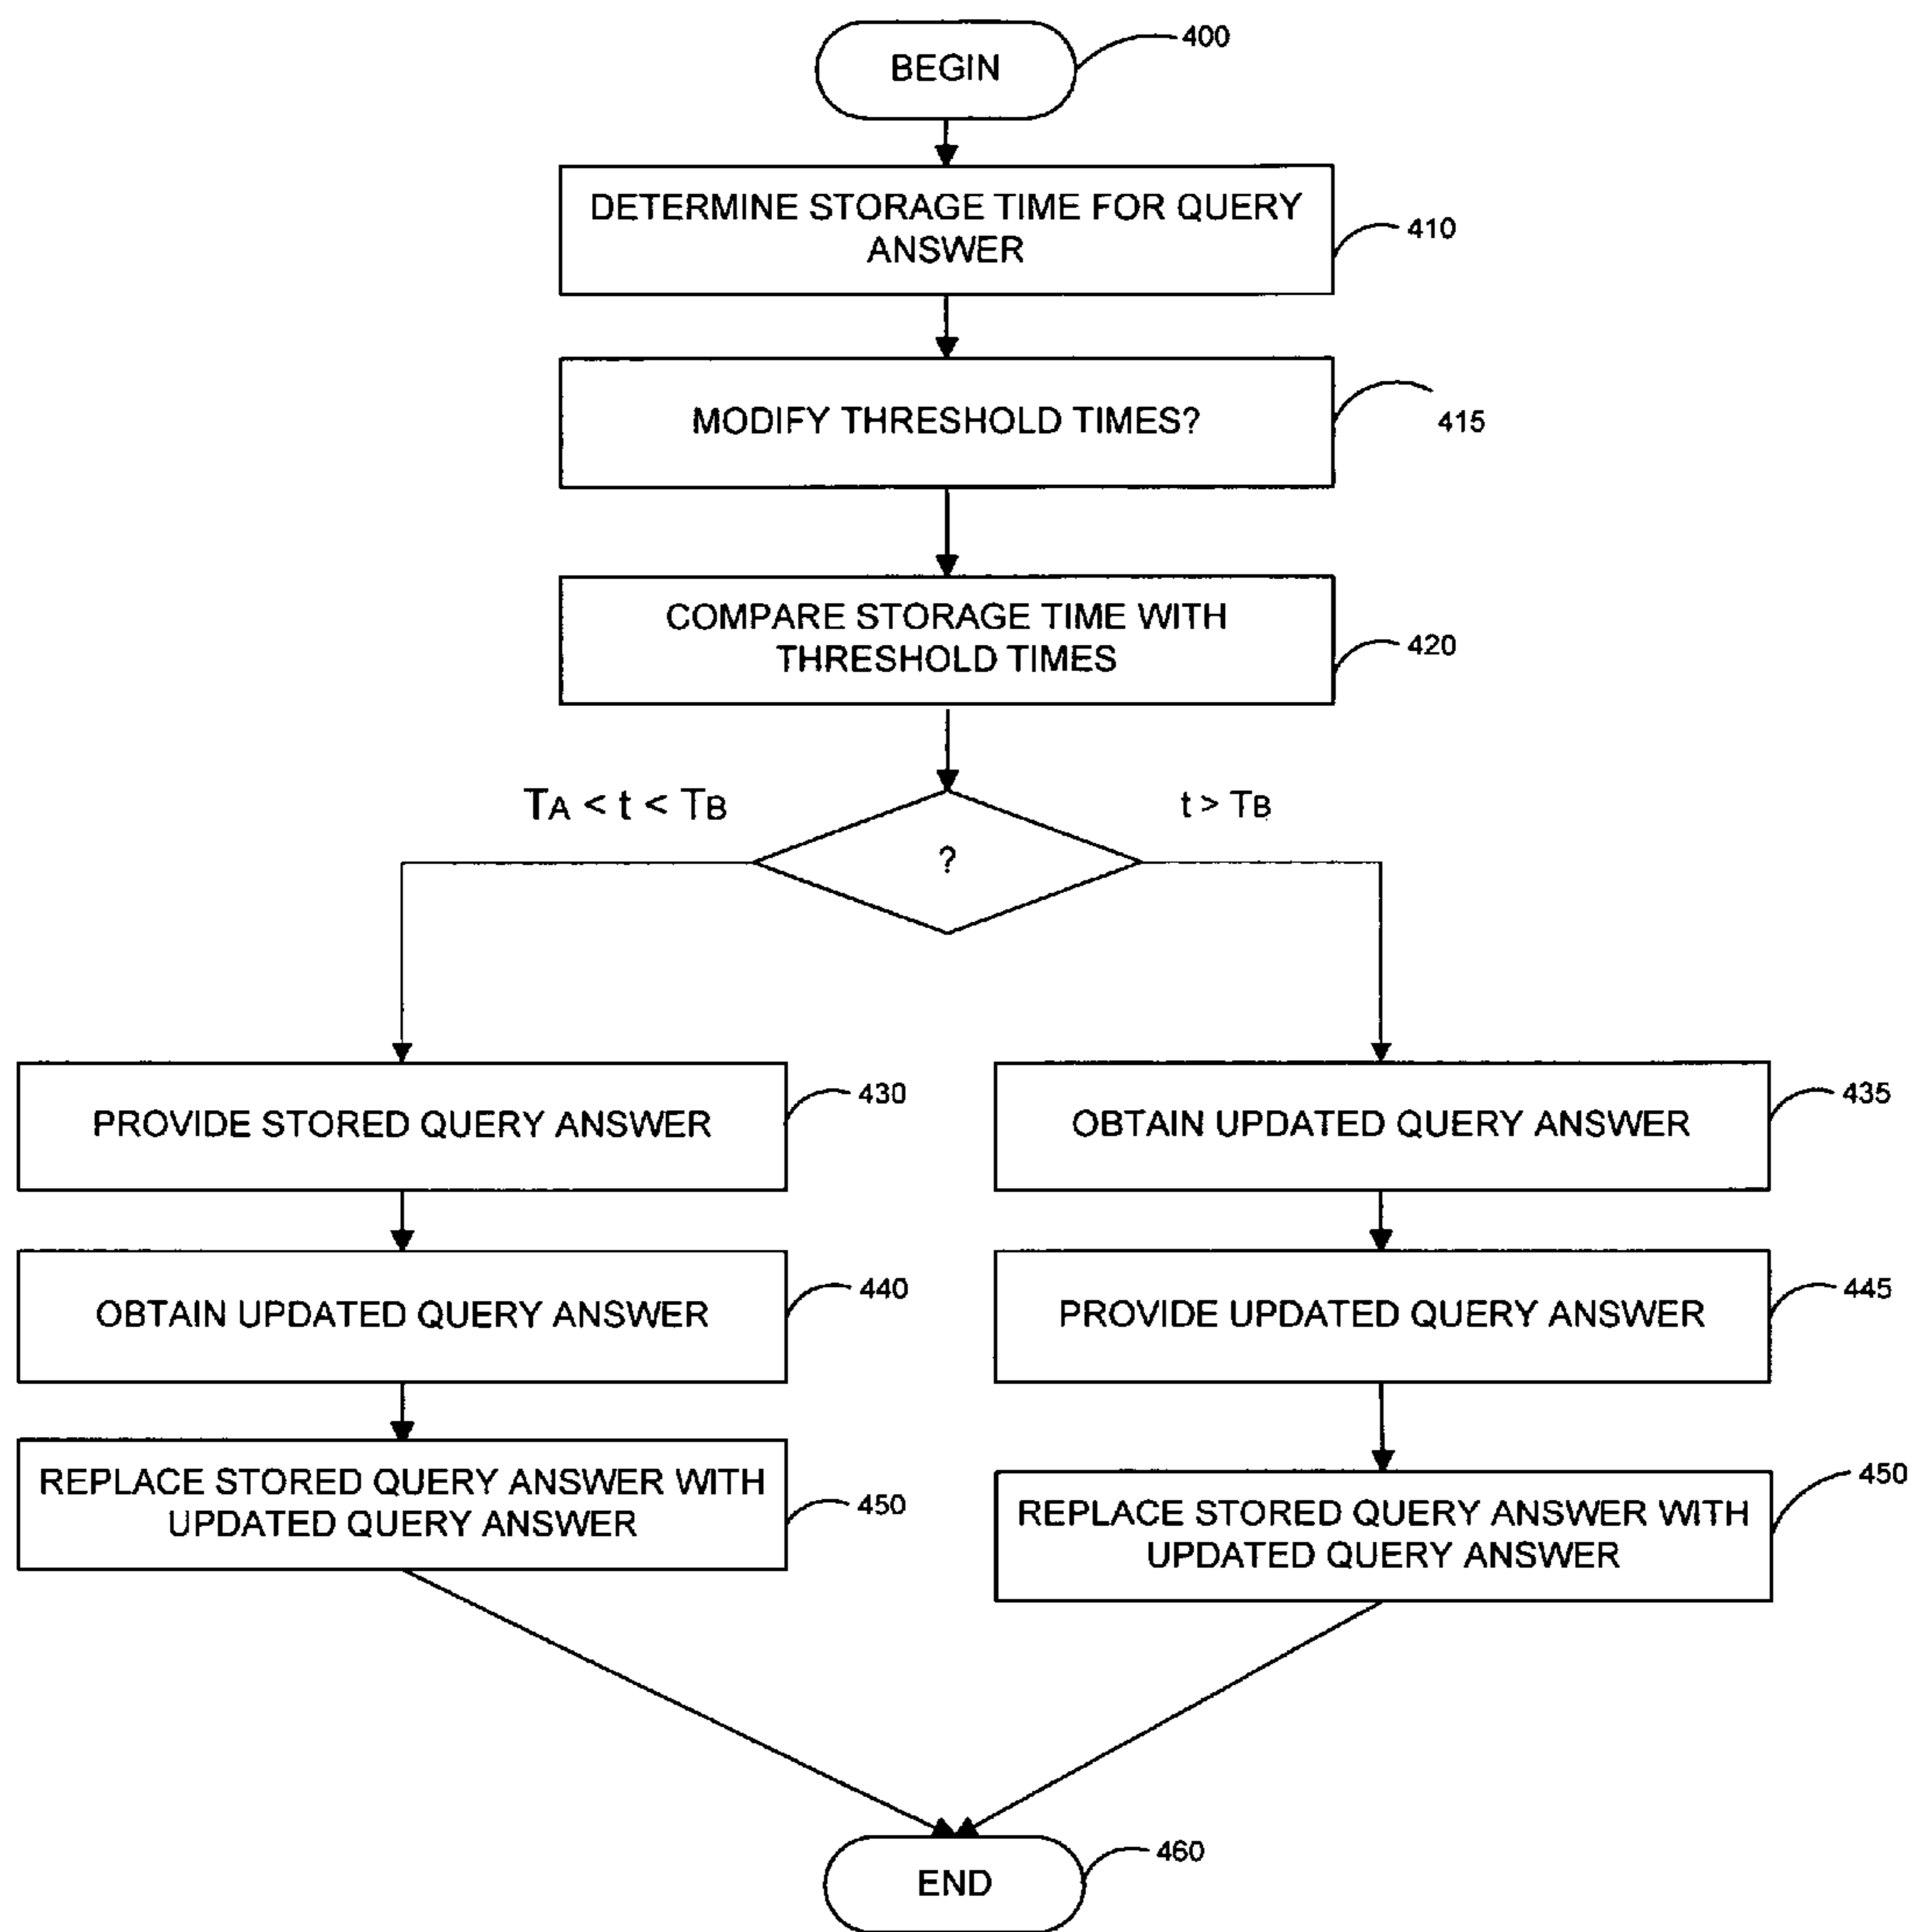 BEGIN
400
DETERMINE STORAGE TIME FOR QUERY
ANSWER
410
MODIFY THRESHOLD TIMES?
415
COMPARE STORAGE TIME WITH
THRESHOLD TIMES
420
TA < t < TB
t > TB
?
PROVIDE STORED QUERY ANSWER
430
OBTAIN UPDATED QUERY ANSWER
435
OBTAIN UPDATED QUERY ANSWER
440
PROVIDE UPDATED QUERY ANSWER
445
REPLACE STORED QUERY ANSWER WITH
UPDATED QUERY ANSWER
450
REPLACE STORED QUERY ANSWER WITH
UPDATED QUERY ANSWER
450
END
460